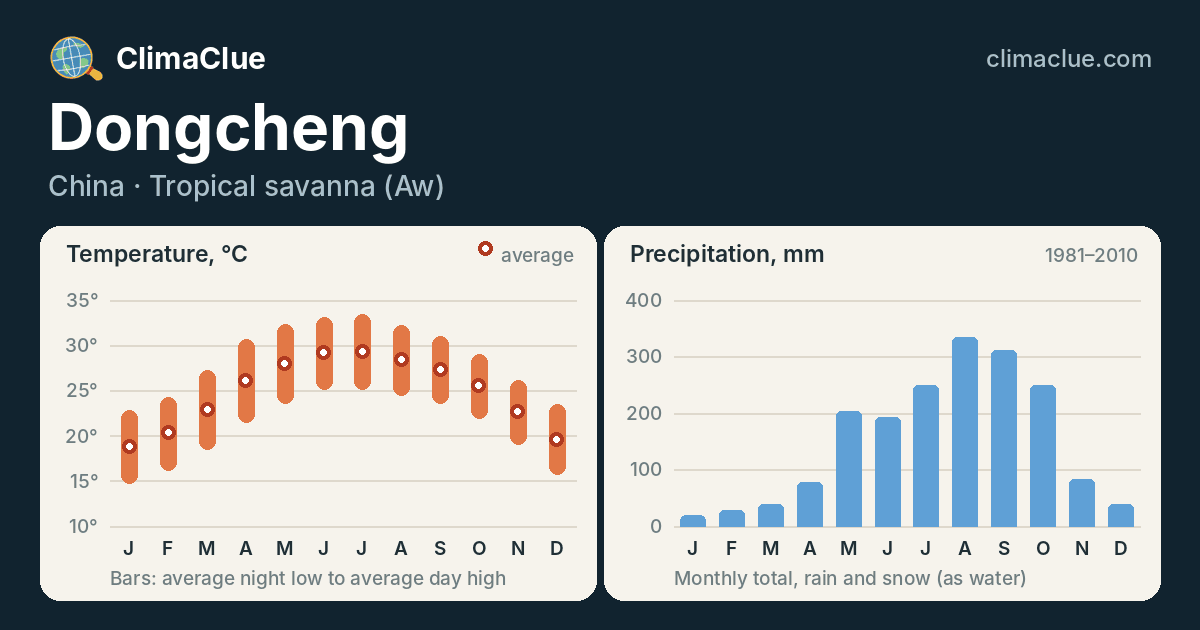 ClimaClue
climaclue.com
Dongcheng
China · Tropical savanna (Aw)
Temperature, °C
average
35°
30°
25°
20°
15°
10°
J F M A M J J A S O N D
Bars: average night low to average day high
Precipitation, mm
1981–2010
400
300
200
100
0
J F M A M J J A S O N D
Monthly total, rain and snow (as water)